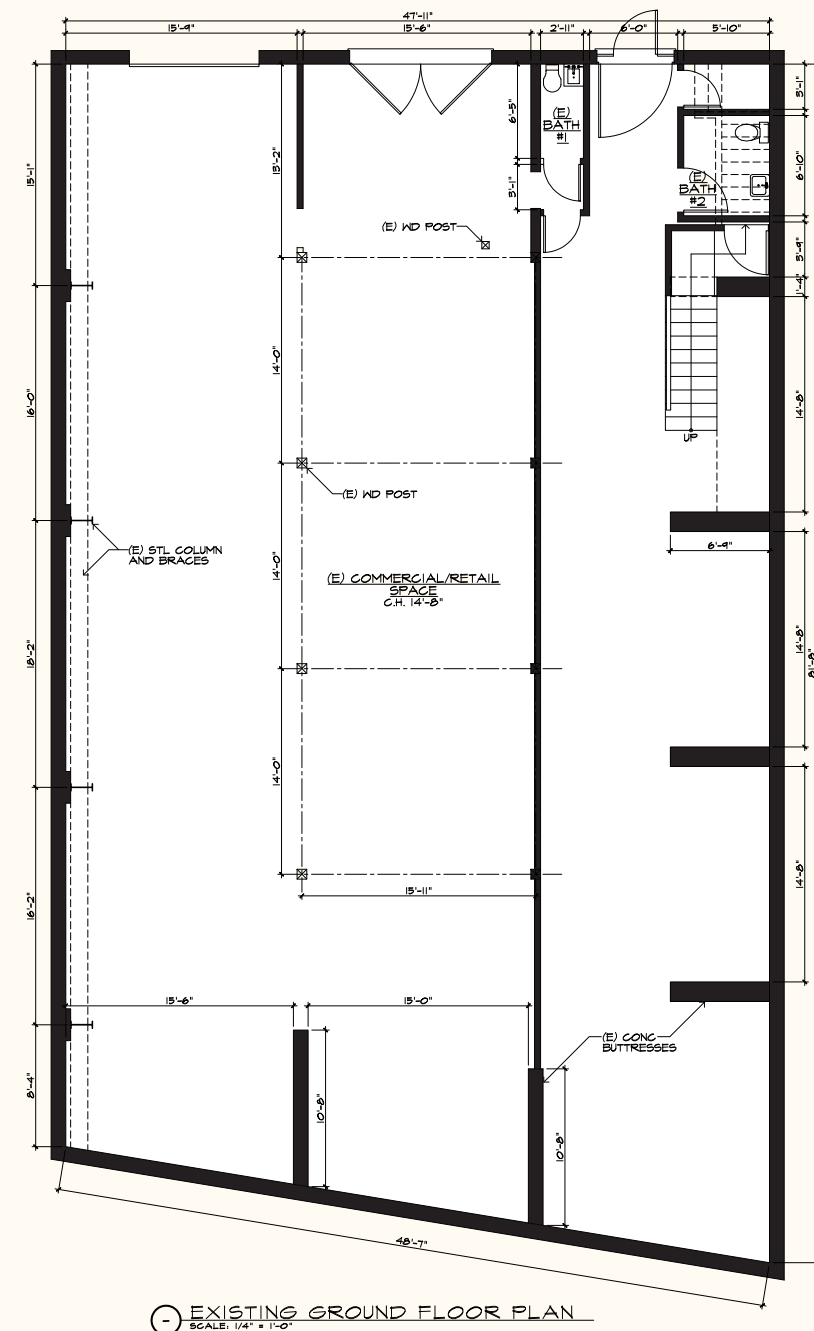 47'-11"
15'-9"
15'-6"
2'-11"
6'-0"
5'-10"
(E)
BATH
#1
(E)
BATH
#2
6'-5"
3'-1"
3'-1"
6'-10"
3'-9"
1'-4"
15'-1"
13'-2"
(E) WD POST
14'-0"
16'-0"
14'-8"
UP
(E) WD POST
6'-9"
(E) STL COLUMN
AND BRACES
14'-0"
(E) COMMERCIAL/RETAIL
SPACE
C.H. 14'-8"
18'-2"
14'-8"
81'-8"
14'-0"
14'-8"
15'-11"
16'-2"
15'-6"
15'-0"
(E) CONC
BUTTRESSES
8'-4"
10'-8"
10'-8"
48'-7"
-
EXISTING GROUND FLOOR PLAN
SCALE: 1/4" = 1'-0"